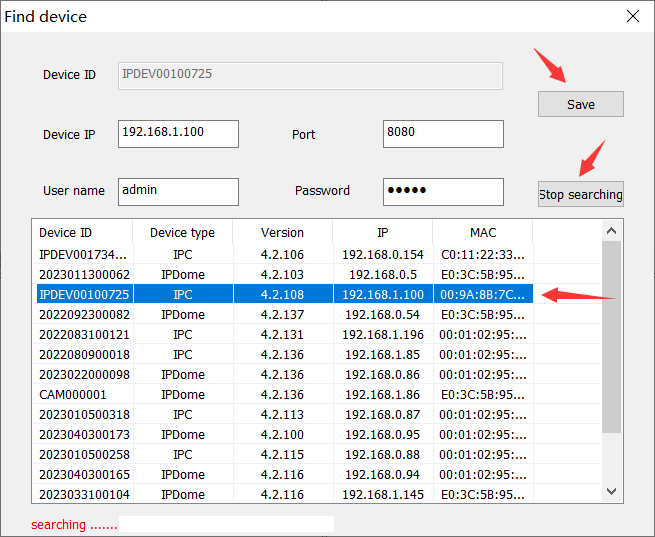 Find device
Device ID IPDEV00100725
Save
Device IP 192.168.1.100 Port 8080
User name admin Password ●●●●● Stop searching
Device ID Device type Version IP MAC
IPDEV001734... IPC 4.2.106 192.168.0.154 C0:11:22:33...
2023011300062 IPDome 4.2.103 192.168.0.5 E0:3C:5B:95...
IPDEV00100725 IPC 4.2.108 192.168.1.100 00:9A:8B:7C...
2022092300082 IPDome 4.2.137 192.168.0.54 E0:3C:5B:95...
2022083100121 IPC 4.2.131 192.168.1.196 00:01:02:95:...
2022080900018 IPC 4.2.136 192.168.1.85 00:01:02:95:...
2023022000098 IPDome 4.2.136 192.168.0.86 00:01:02:95:...
CAM000001 IPDome 4.2.136 192.168.1.86 E0:3C:5B:95...
2023010500318 IPC 4.2.113 192.168.0.87 00:01:02:95:...
2023040300173 IPDome 4.2.100 192.168.0.95 00:01:02:95:...
2023010500258 IPC 4.2.115 192.168.0.88 00:01:02:95:...
2023040300165 IPDome 4.2.116 192.168.0.94 00:01:02:95:...
2023033100104 IPDome 4.2.116 192.168.1.145 E0:3C:5B:95...
searching .......